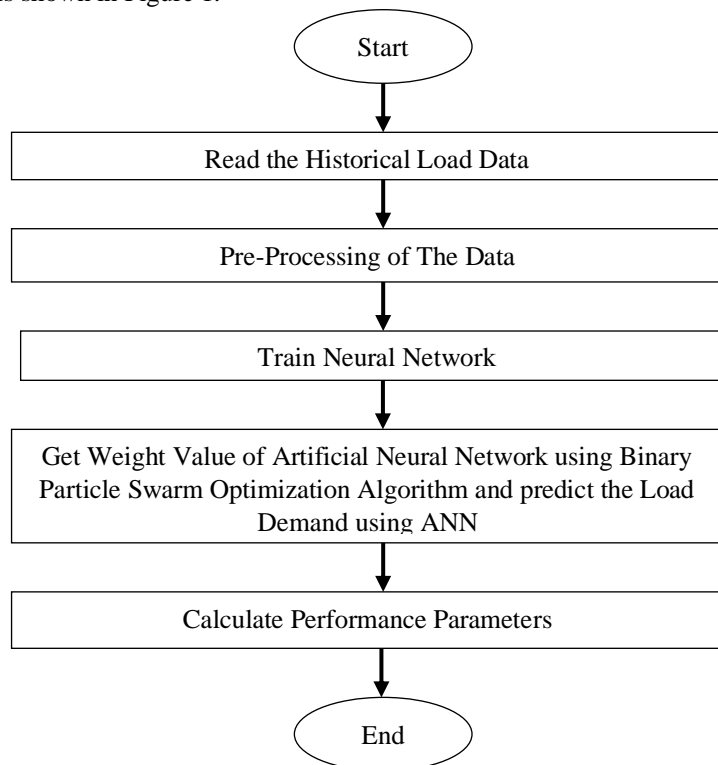 is shown in Figure 1.
Start
Read the Historical Load Data
Pre-Processing of The Data
Train Neural Network
Get Weight Value of Artificial Neural Network using Binary
Particle Swarm Optimization Algorithm and predict the Load
Demand using ANN
Calculate Performance Parameters
End